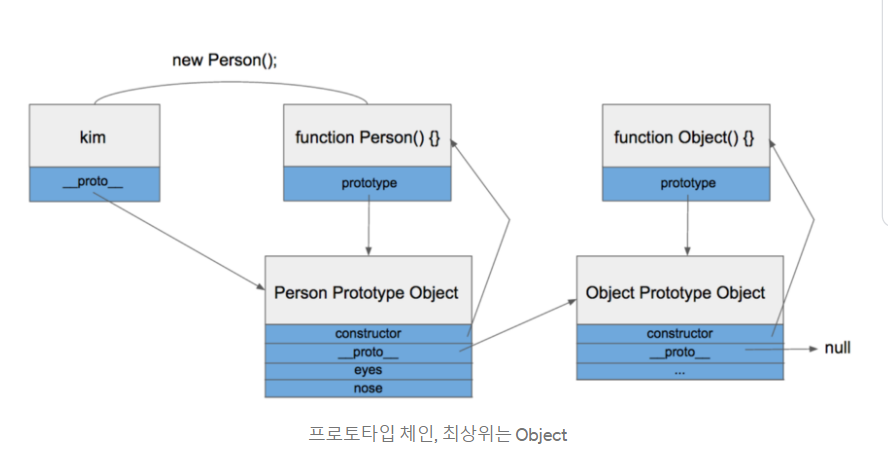 new Person();
kim
__proto__
function Person() {}
prototype
function Object() {}
prototype
Person Prototype Object
constructor
__proto__
eyes
nose
Object Prototype Object
constructor
__proto__
...
null
프로토타입 체인, 최상위는 Object